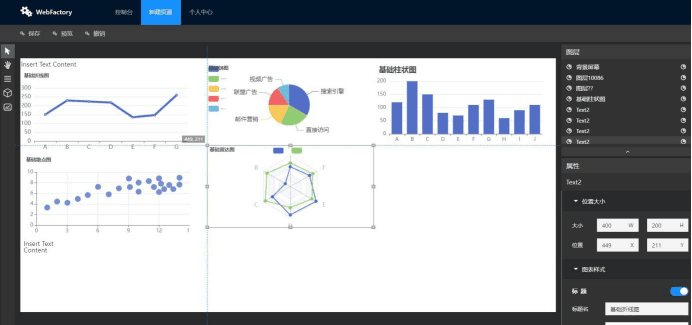 WebFactory 控制台 新建页面 个人中心
保存 预览 撤销
Insert Text Content
基础折线图
300
250
200
150
100
50
0
A B C D E F G
449, 211
视频广告
联盟广告
邮件营销
搜索引擎
直接访问
基础柱状图
200
150
100
50
0
A B C D E F G H I J
基础散点图
10
8
6
4
2
0
0 3 6 9 12 1
Insert Text
Content
基础雷达图
B
F
C
E
图层
背景屏幕
图层10086
图层??
基础柱状图
Text2
Text2
Text2
Text2
属性
Text2
位置大小
大小 400 W 200 H
位置 449 X 211 Y
图表样式
标题
标题名 基础折线图